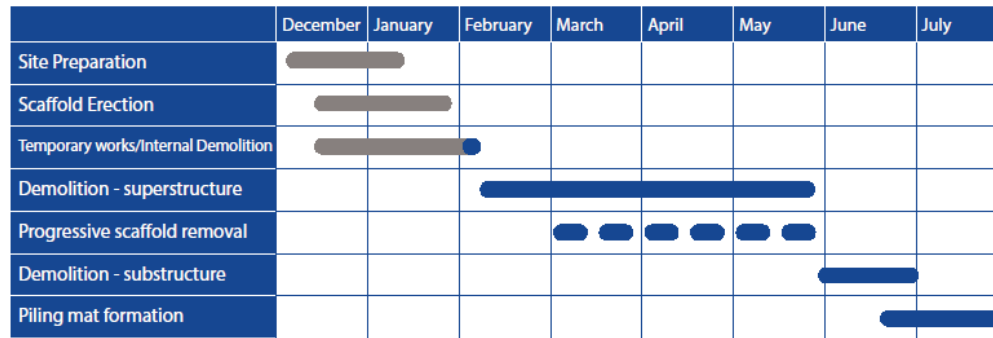 December January February March April May June July
Site Preparation
Scaffold Erection
Temporary works/Internal Demolition
Demolition - superstructure
Progressive scaffold removal
Demolition - substructure
Piling mat formation